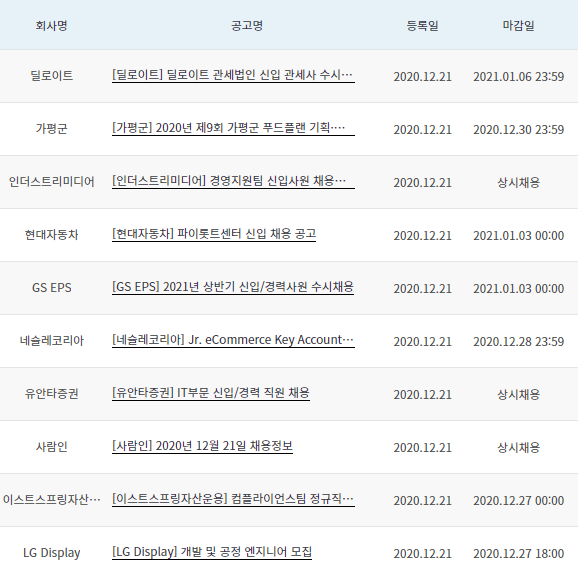 회사명 공고명 등록일 마감일
딜로이트 [딜로이트] 딜로이트 관세법인 신입 관세사 수시… 2020.12.21 2021.01.06 23:59
가평군 [가평군] 2020년 제9회 가평군 푸드플랜 기획·… 2020.12.21 2020.12.30 23:59
인더스트리미디어 [인더스트리미디어] 경영지원팀 신입사원 채용… 2020.12.21 상시채용
현대자동차 [현대자동차] 파이롯트센터 신입 채용 공고 2020.12.21 2021.01.03 00:00
GS EPS [GS EPS] 2021년 상반기 신입/경력사원 수시채용 2020.12.21 2021.01.03 00:00
네슬레코리아 [네슬레코리아] Jr. eCommerce Key Account… 2020.12.21 2020.12.28 23:59
유안타증권 [유안타증권] IT부문 신입/경력 직원 채용 2020.12.21 상시채용
사람인 [사람인] 2020년 12월 21일 채용정보 2020.12.21 상시채용
이스트스프링자산… [이스트스프링자산운용] 컴플라이언스팀 정규직… 2020.12.21 2020.12.27 00:00
LG Display [LG Display] 개발 및 공정 엔지니어 모집 2020.12.21 2020.12.27 18:00